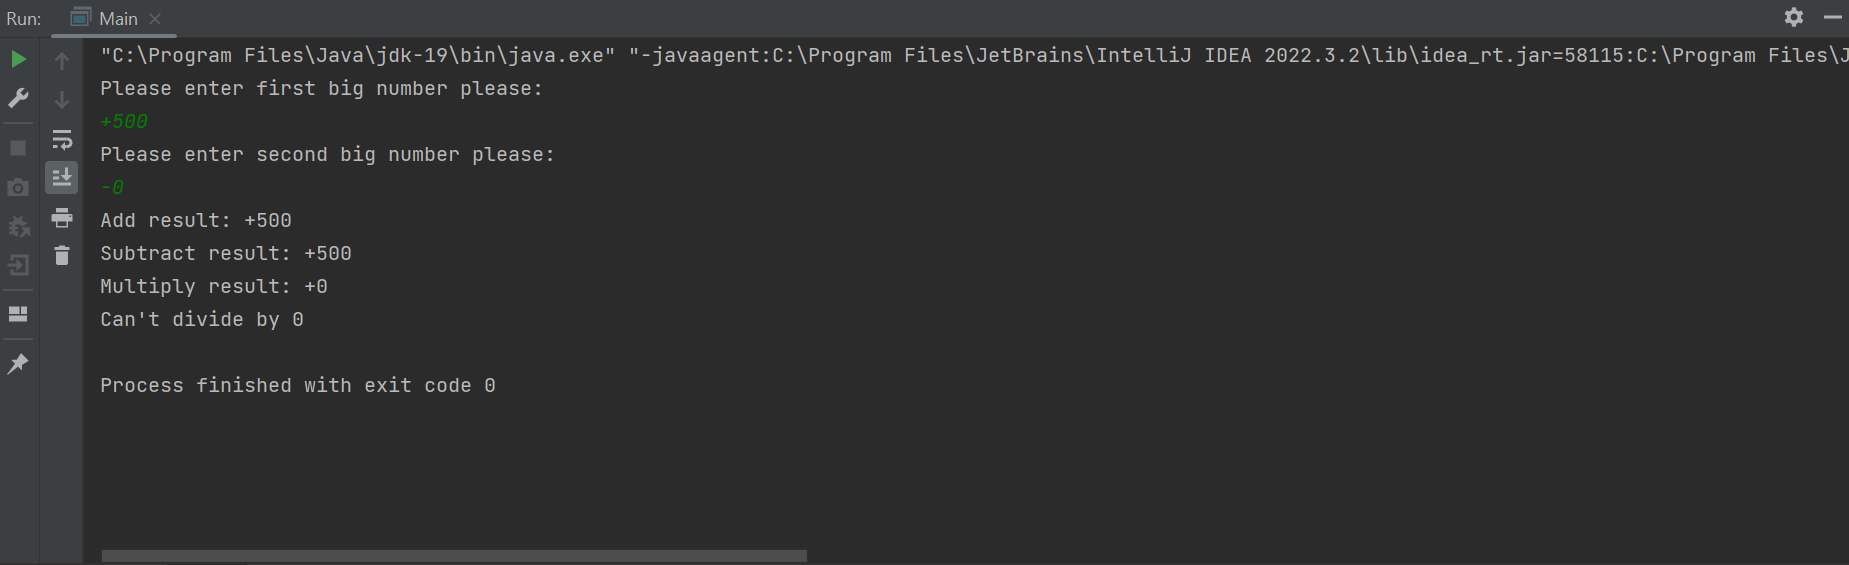 Run: Main
"C:\Program Files\Java\jdk-19\bin\java.exe" "-javaagent:C:\Program Files\JetBrains\IntelliJ IDEA 2022.3.2\lib\idea_rt.jar=58115:C:\Program Files\J
Please enter first big number please:
+500
Please enter second big number please:
-0
Add result: +500
Subtract result: +500
Multiply result: +0
Can't divide by 0
Process finished with exit code 0